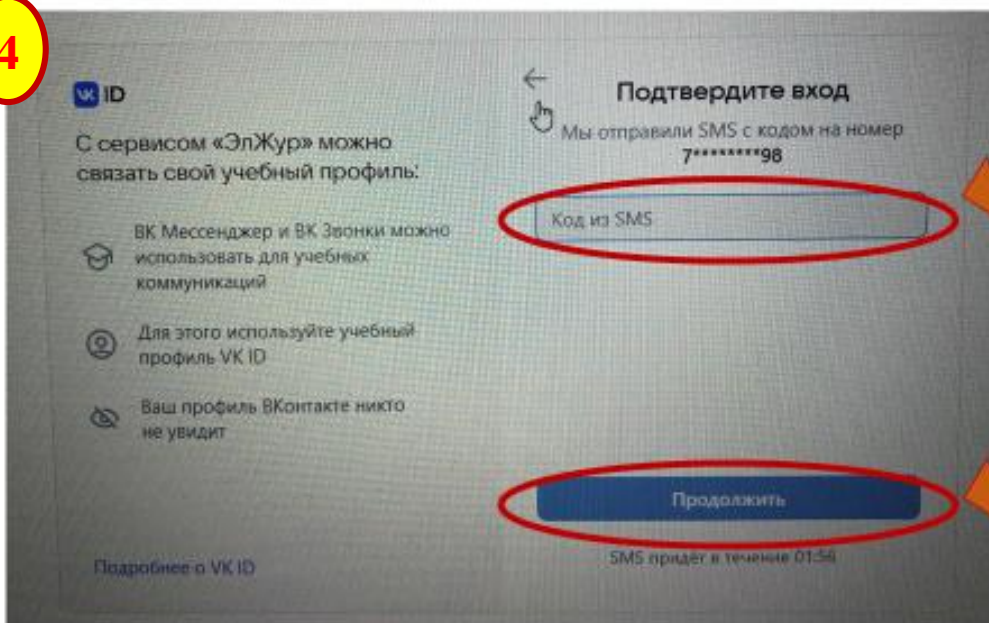 4
VK ID
С сервисом «ЭлЖур» можно
связать свой учебный профиль:
ВК Мессенджер и ВК Звонки можно
использовать для учебных
коммуникаций
Для этого используйте учебный
профиль VK ID
Ваш профиль ВКонтакте никто
не увидит
Подробнее о VK ID
Подтвердите вход
Мы отправили SMS с кодом на номер
7********98
Код из SMS
Продолжить
SMS придёт в течение 01:56